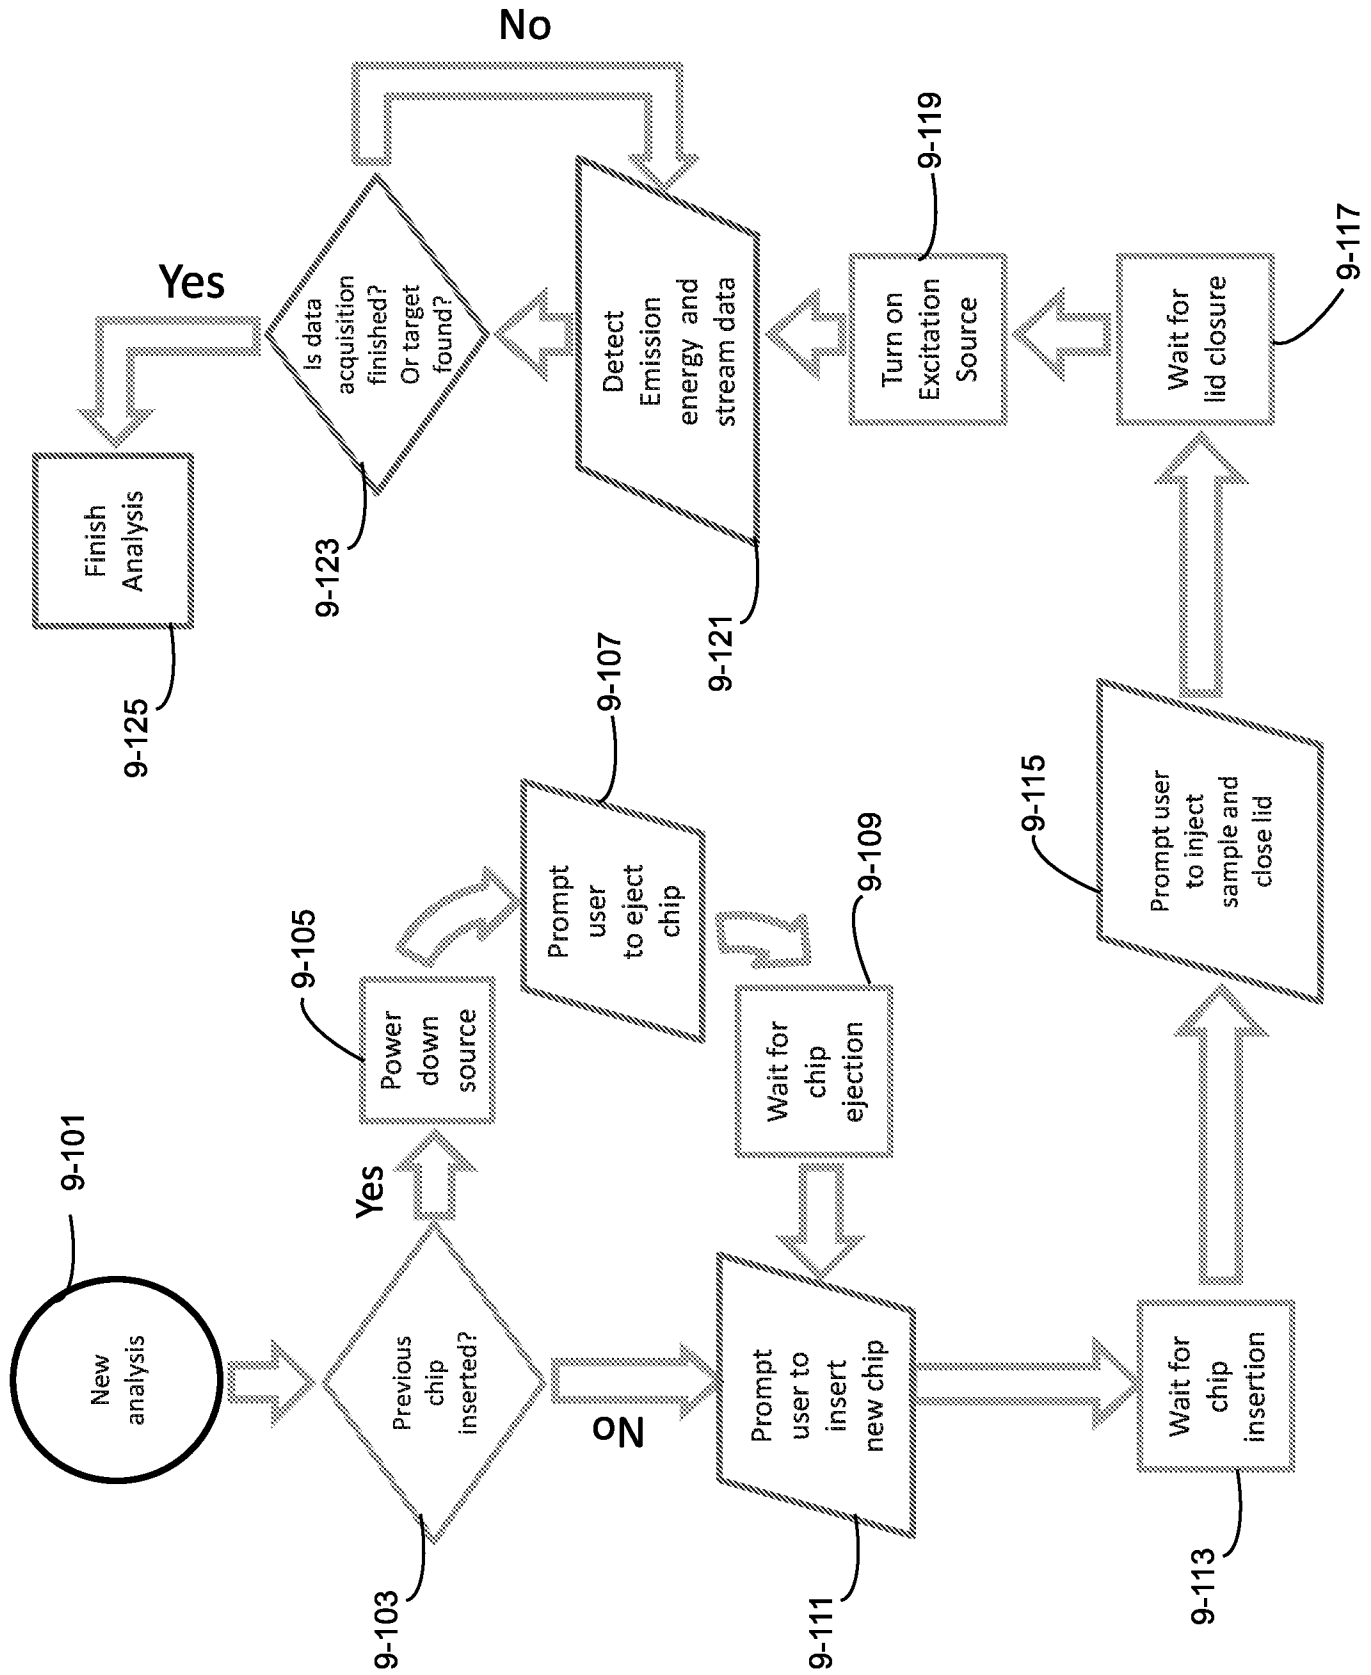 9-101
New
analysis
9-103
Previous
chip
inserted?
Yes
No
9-105
Power
down
source
9-107
Prompt
user
to eject
chip
9-109
Wait for
chip
ejection
9-111
Prompt
user to
insert
new chip
9-113
Wait for
chip
insertion
9-115
Prompt user
to inject
sample and
close lid
9-117
Wait for
lid closure
9-119
Turn on
Excitation
Source
9-121
Detect
Emission
energy and
stream data
9-123
Is data
acquisition
finished?
Or target
found?
No
Yes
9-125
Finish
Analysis